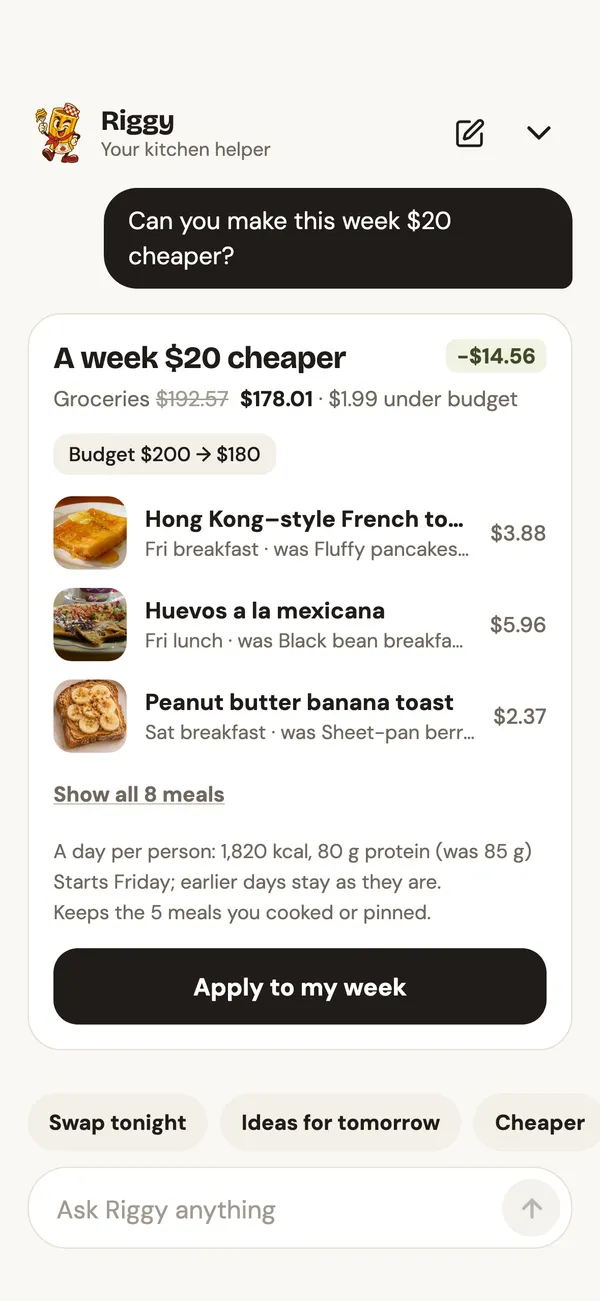 Riggy
Your kitchen helper
Can you make this week $20
cheaper?
A week $20 cheaper
-$14.56
Groceries $192.57 $178.01 · $1.99 under budget
Budget $200 → $180
Hong Kong–style French to...
Fri breakfast · was Fluffy pancakes...
$3.88
Huevos a la mexicana
Fri lunch · was Black bean breakfa...
$5.96
Peanut butter banana toast
Sat breakfast · was Sheet-pan berr...
$2.37
Show all 8 meals
A day per person: 1,820 kcal, 80 g protein (was 85 g)
Starts Friday; earlier days stay as they are.
Keeps the 5 meals you cooked or pinned.
Apply to my week
Swap tonight
Ideas for tomorrow
Cheaper
Ask Riggy anything